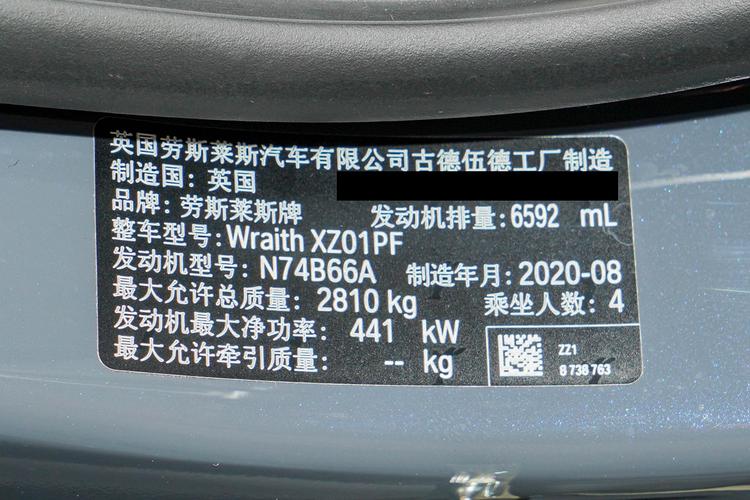 英国劳斯莱斯汽车有限公司古德伍德工厂制造
制造国：英国
品牌：劳斯莱斯牌 发动机排量：6592 mL
整车型号：Wraith XZ01PF
发动机型号：N74B66A 制造年月：2020-08
最大允许总质量：2810 kg 乘坐人数：4
发动机最大净功率：441 kW
最大允许牵引质量：-- kg
ZZ1
8 738 763